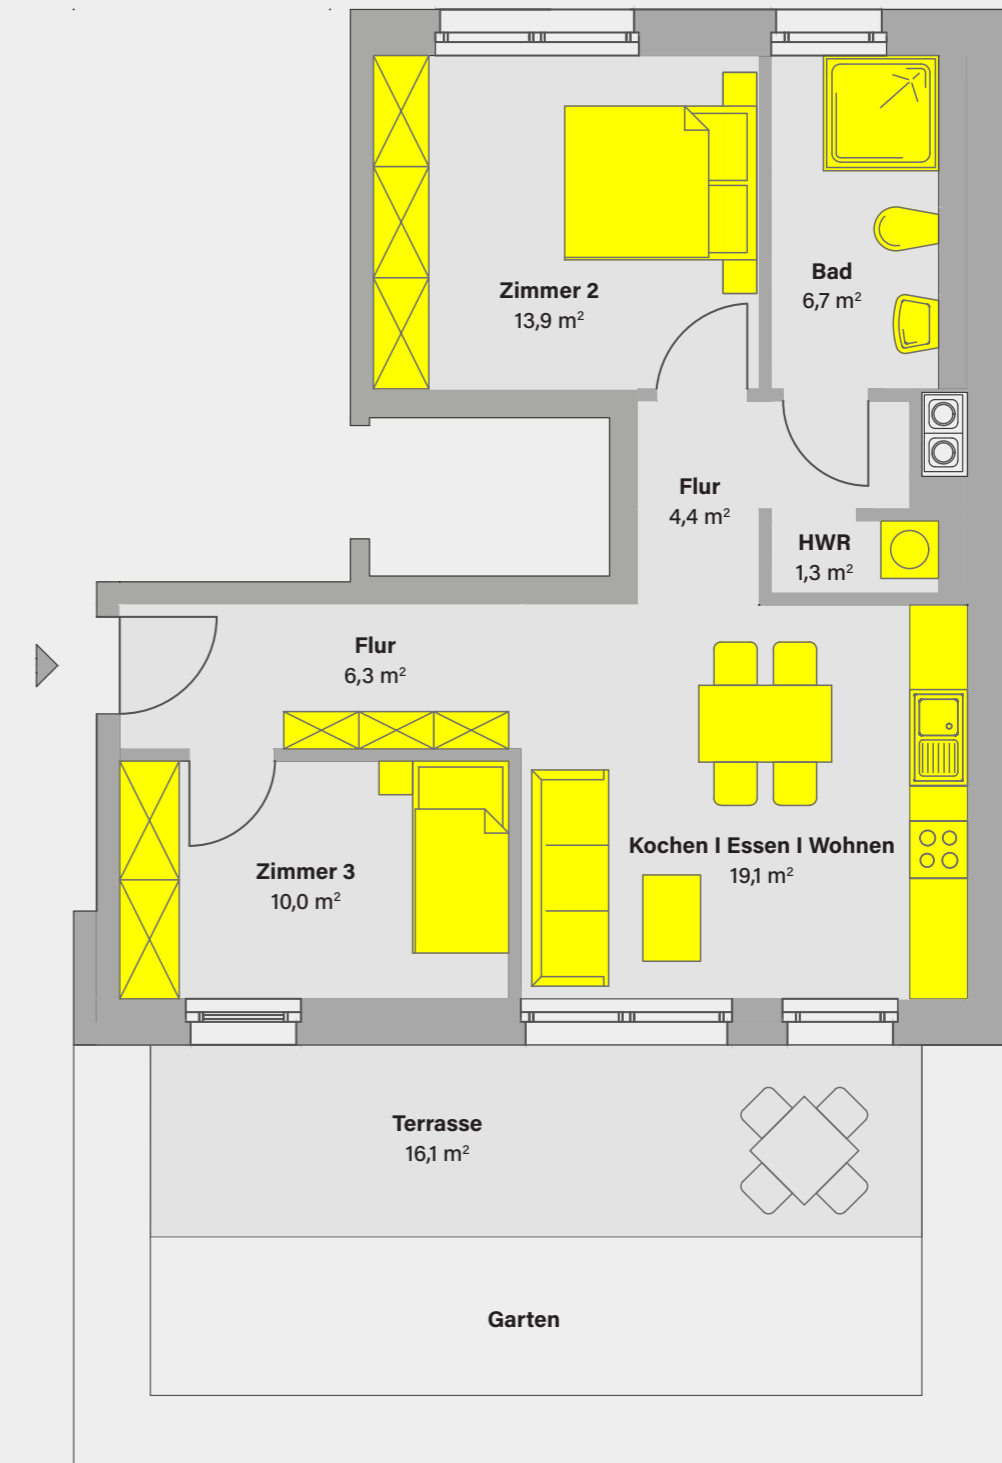 Zimmer 2
13,9 m²
Bad
6,7 m²
Flur
4,4 m²
HWR
1,3 m²
Flur
6,3 m²
Zimmer 3
10,0 m²
Kochen I Essen I Wohnen
19,1 m²
Terrasse
16,1 m²
Garten